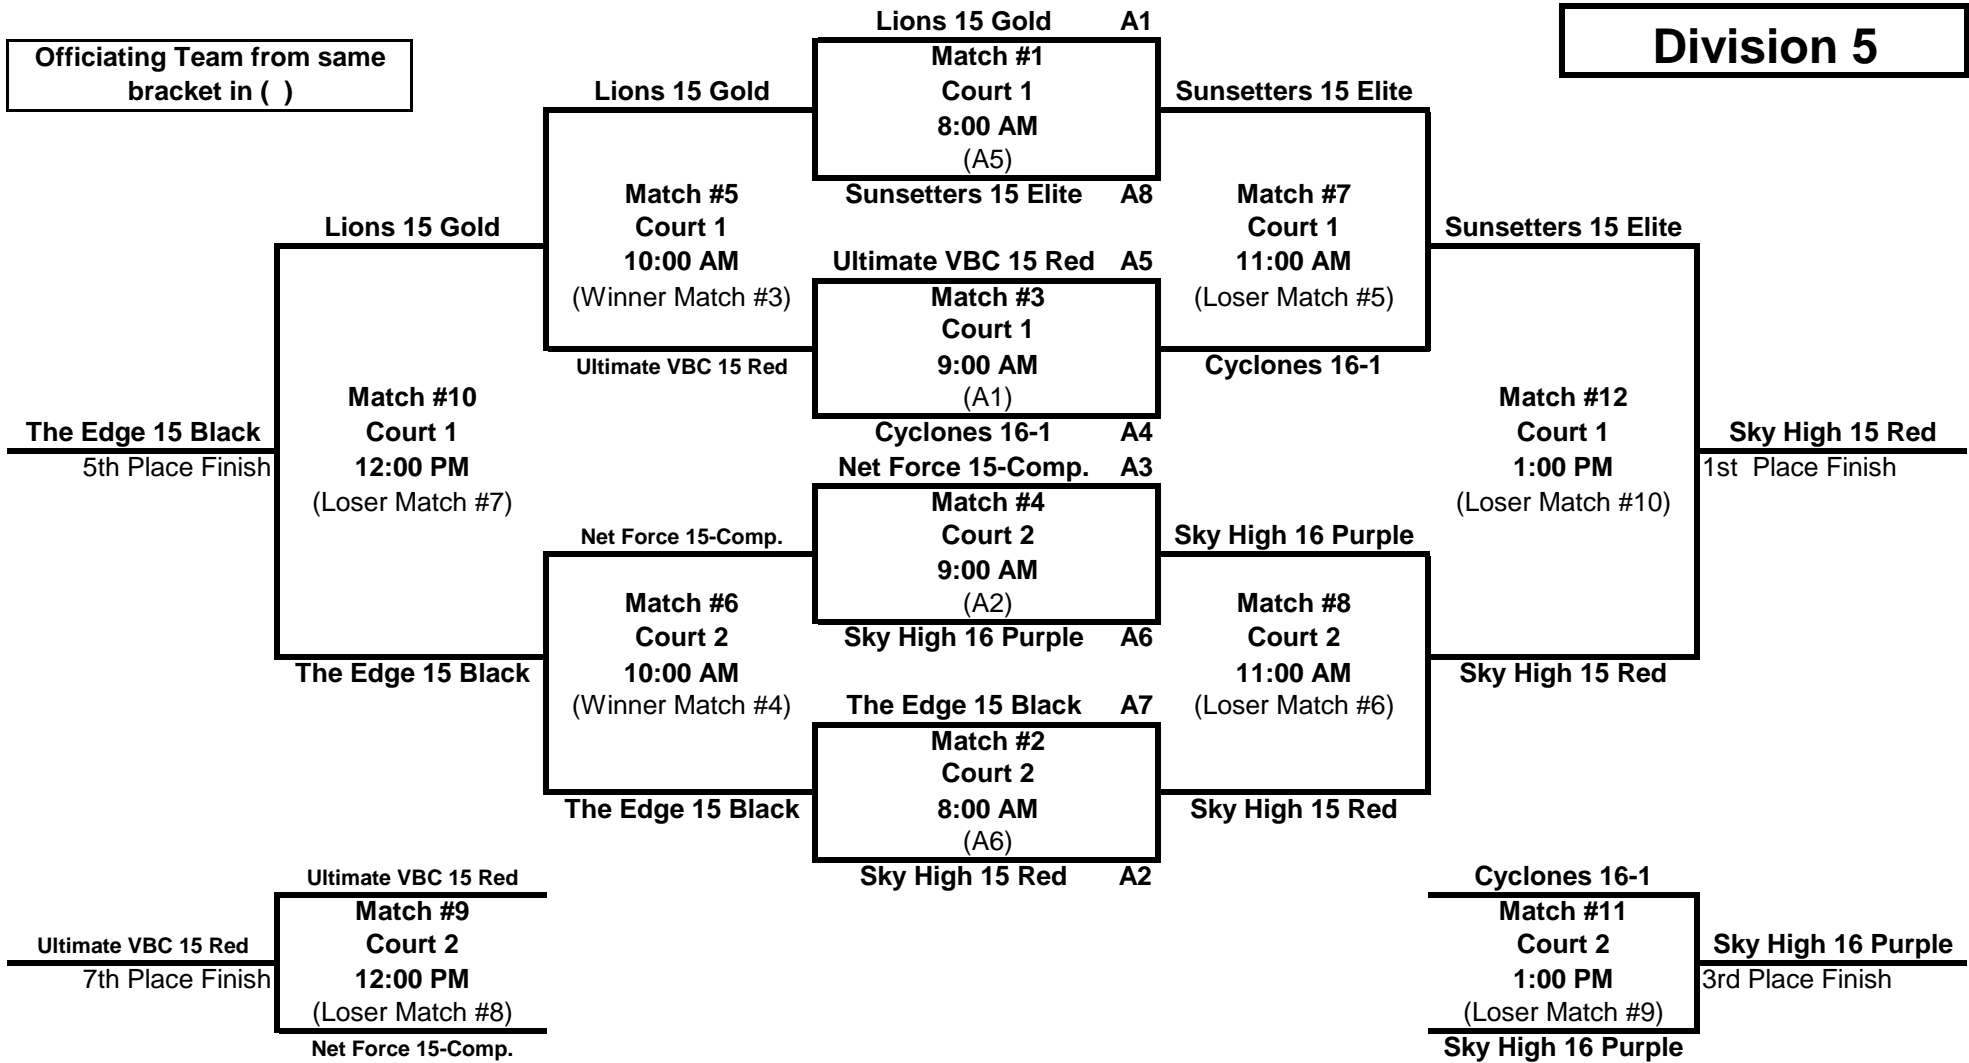 Lions 15 Gold A1
Division 5
Officiating Team from same
bracket in ( )
Match #1
Court 1
8:00 AM
(A5)
Lions 15 Gold
Sunsetters 15 Elite
Sunsetters 15 Elite A8
Match #5
Court 1
10:00 AM
(Winner Match #3)
Match #7
Court 1
11:00 AM
(Loser Match #5)
Lions 15 Gold
Sunsetters 15 Elite
Ultimate VBC 15 Red A5
Match #3
Court 1
9:00 AM
(A1)
Ultimate VBC 15 Red
Cyclones 16-1
Cyclones 16-1 A4
Match #10
Court 1
12:00 PM
(Loser Match #7)
Match #12
Court 1
1:00 PM
(Loser Match #10)
The Edge 15 Black
5th Place Finish
Sky High 15 Red
1st Place Finish
Net Force 15-Comp. A3
Match #4
Court 2
9:00 AM
(A2)
Net Force 15-Comp.
Sky High 16 Purple
Sky High 16 Purple A6
Match #6
Court 2
10:00 AM
(Winner Match #4)
Match #8
Court 2
11:00 AM
(Loser Match #6)
The Edge 15 Black
Sky High 15 Red
The Edge 15 Black A7
Match #2
Court 2
8:00 AM
(A6)
The Edge 15 Black
Sky High 15 Red
Sky High 15 Red A2
Ultimate VBC 15 Red
Match #9
Court 2
12:00 PM
(Loser Match #8)
Net Force 15-Comp.
Ultimate VBC 15 Red
7th Place Finish
Cyclones 16-1
Match #11
Court 2
1:00 PM
(Loser Match #9)
Sky High 16 Purple
Sky High 16 Purple
3rd Place Finish